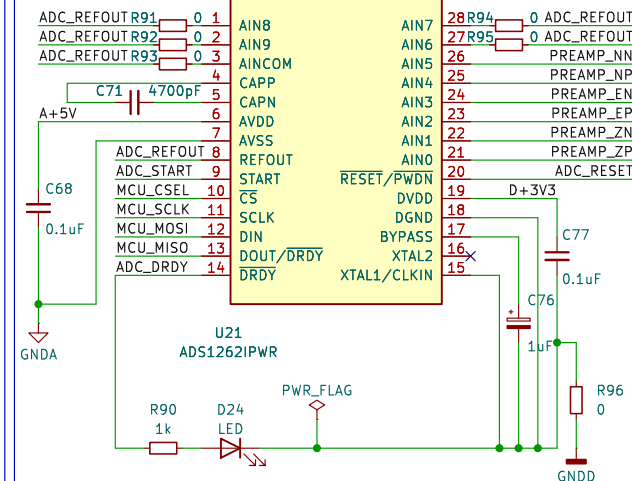 ADC_REFOUT R91 0 1 AIN8 AIN7 28 R94 0 ADC_REFOUT
ADC_REFOUT R92 0 2 AIN9 AIN6 27 R95 0 ADC_REFOUT
ADC_REFOUT R93 0 3 AINCOM AIN5 26 PREAMP_NN
4 CAPP AIN4 25 PREAMP_NP
C71 4700pF 5 CAPN AIN3 24 PREAMP_EN
A+5V 6 AVDD AIN2 23 PREAMP_EP
7 AVSS AIN1 22 PREAMP_ZN
ADC_REFOUT 8 REFOUT AIN0 21 PREAMP_ZP
ADC_START 9 START RESET/PWDN 20 ADC_RESET
MCU_CSEL 10 CS DVDD 19 D+3V3
MCU_SCLK 11 SCLK DGND 18
MCU_MOSI 12 DIN BYPASS 17
MCU_MISO 13 DOUT/DRDY XTAL2 16
ADC_DRDY 14 DRDY XTAL1/CLKIN 15
C68
0.1uF
C77
0.1uF
C76
+
1uF
GNDA
U21
ADS1262IPWR
PWR_FLAG
R90
1k
D24
LED
R96
0
GNDD